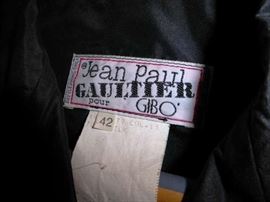 Jean Paul
GAULTIER
pour GIBO'
42